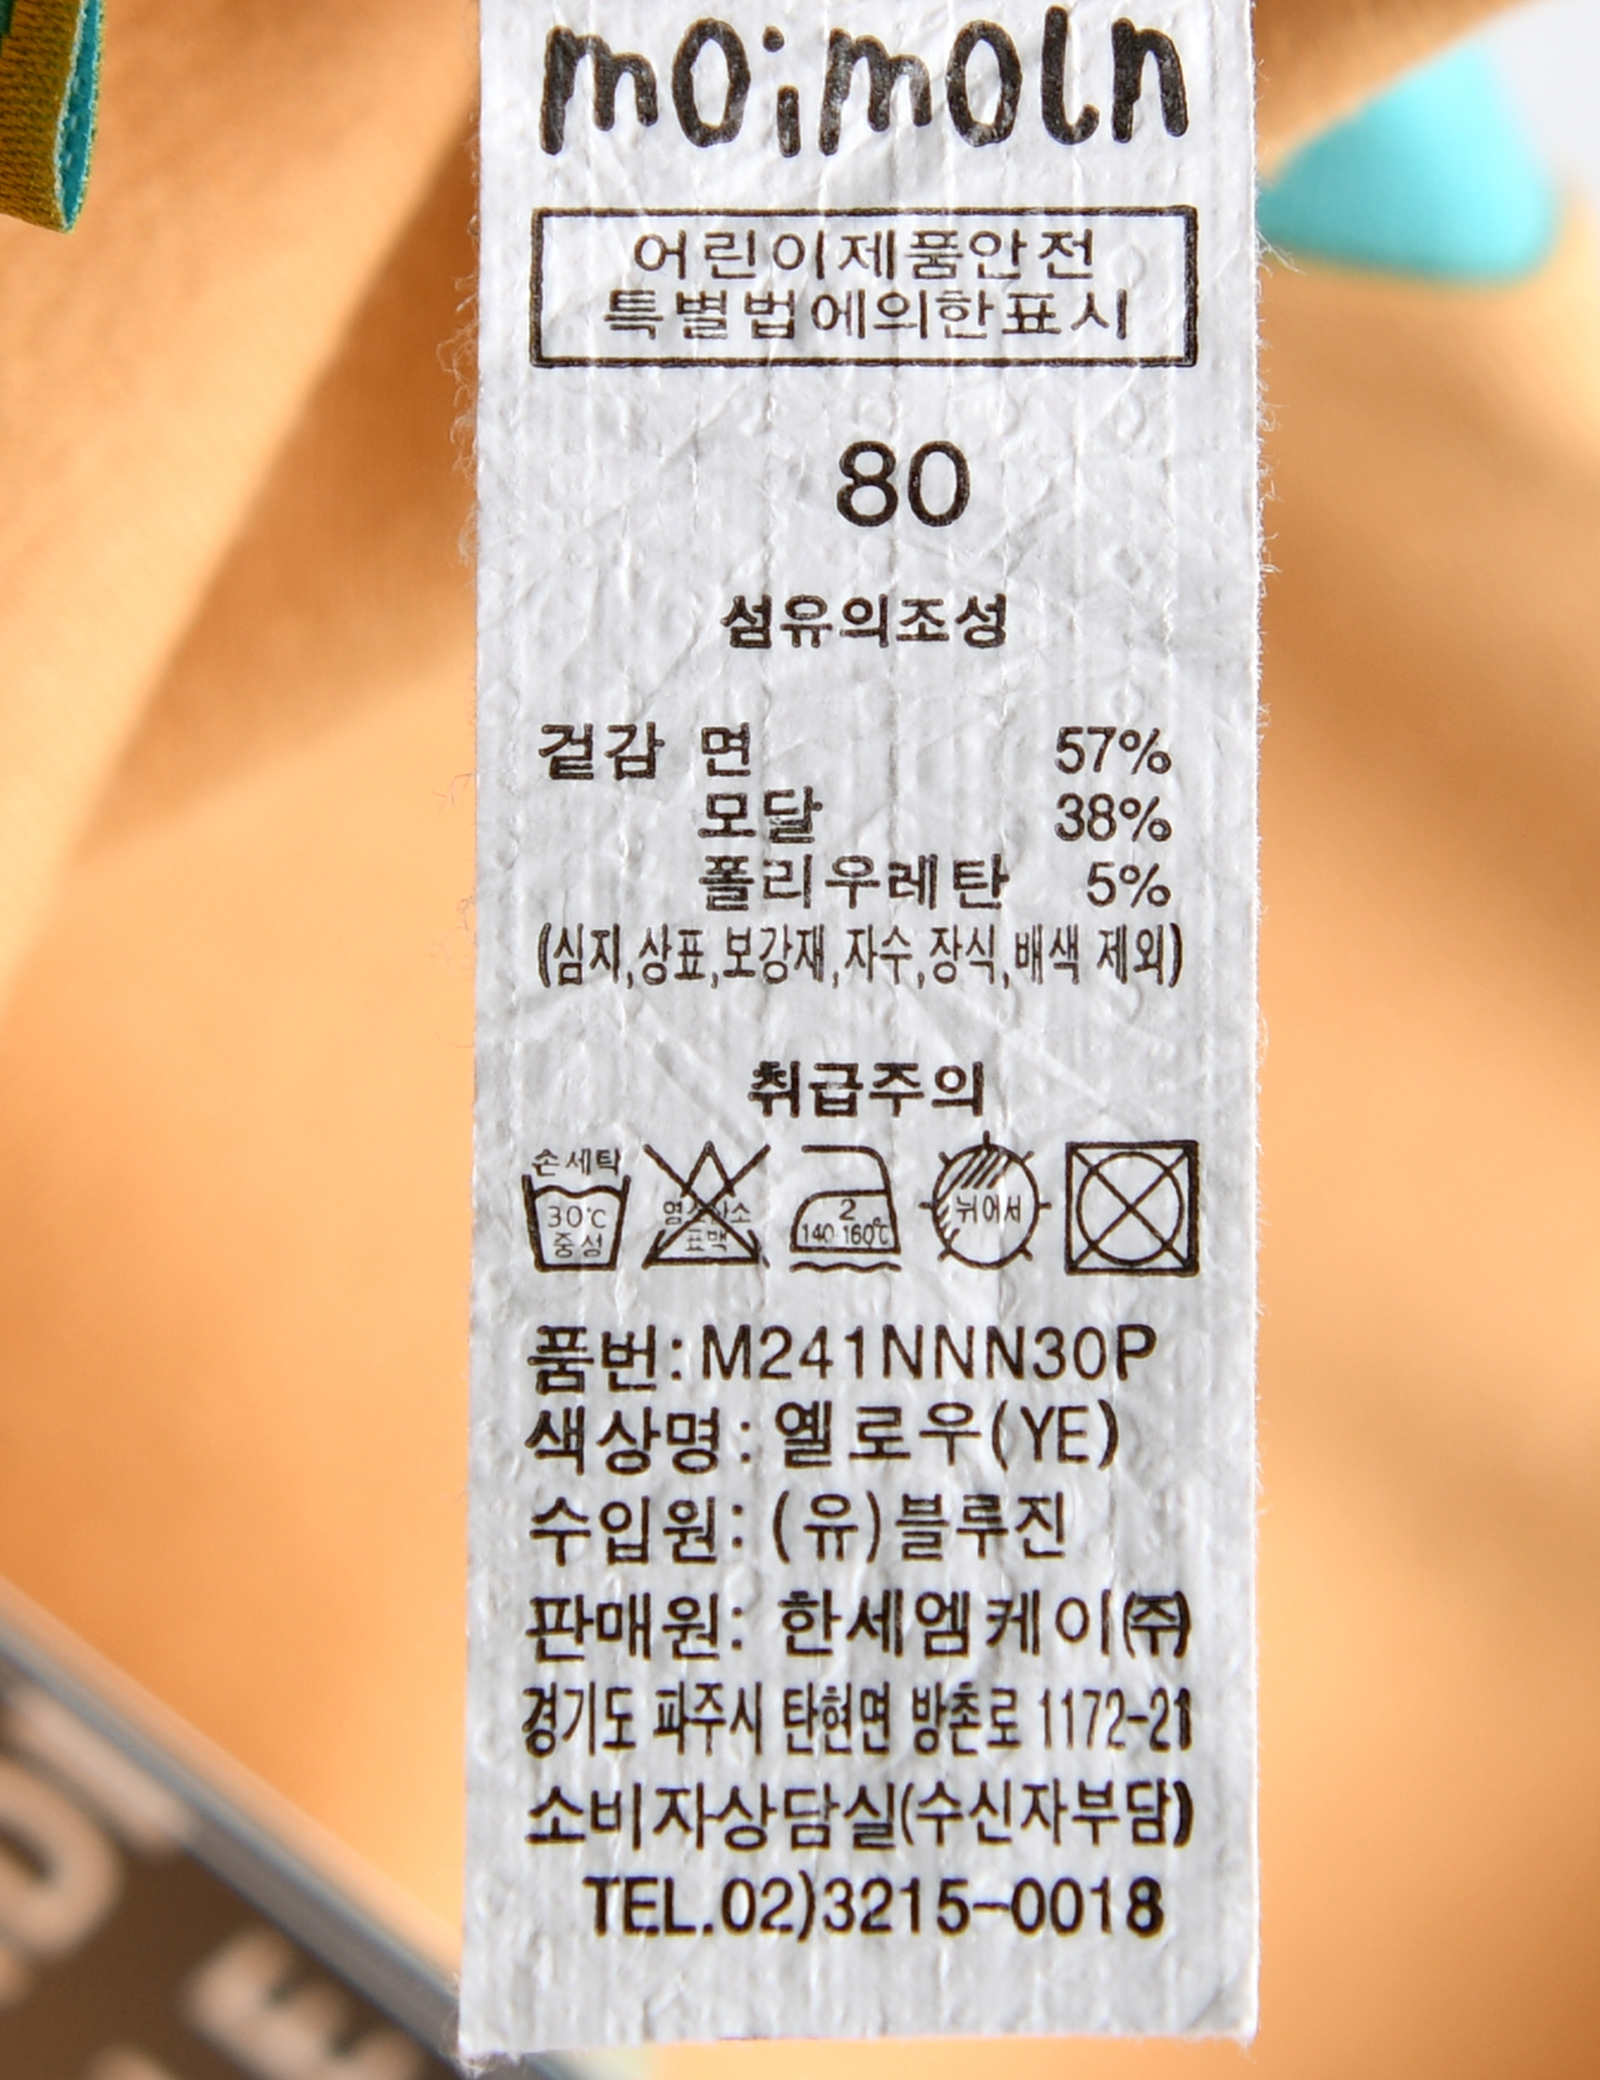 moimoln
어린이제품안전
특별법에의한표시
80
섬유의조성
겉감 면 57%
모달 38%
폴리우레탄 5%
(심지,상표,보강재,자수,장식,배색 제외)
취급주의
손세탁
30℃
중성
염소산소
표백
2
140-160℃
뉘어서
품번:M241NNN30P
색상명:옐로우(YE)
수입원:(유)블루진
판매원: 한세엠케이(주)
경기도 파주시 탄현면 방촌로 1172-21
소비자상담실(수신자부담)
TEL.02)3215-0018